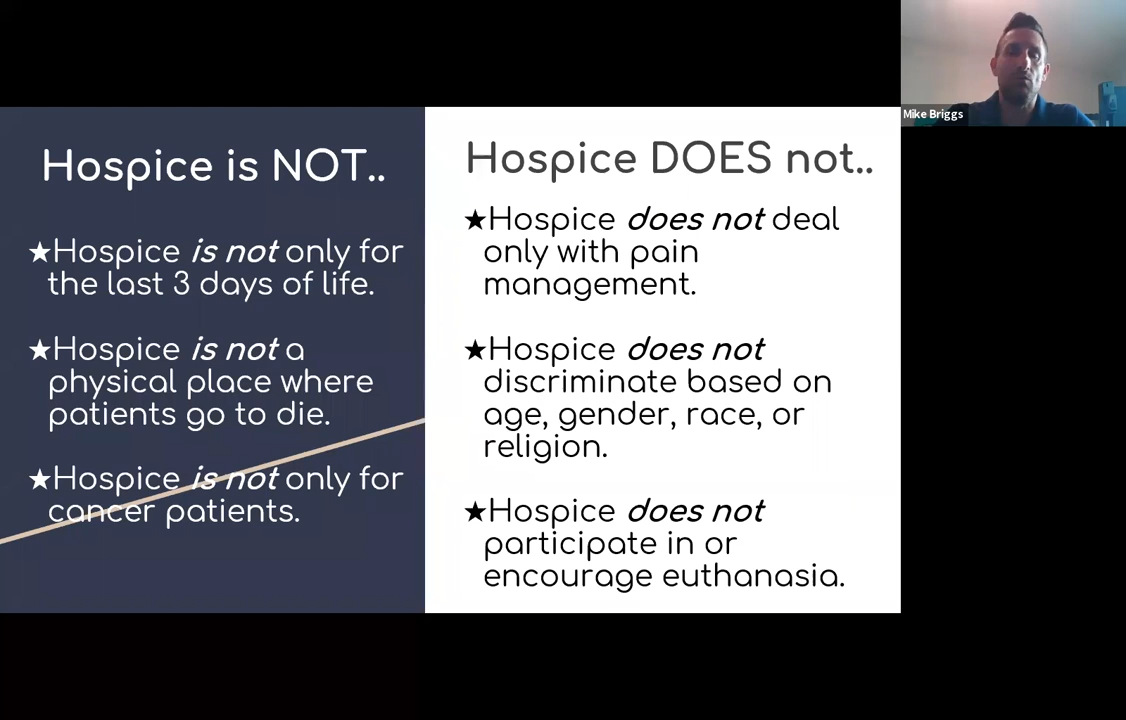 Mike Briggs
Hospice is NOT..
★Hospice is not only for
the last 3 days of life.
★Hospice is not a
physical place where
patients go to die.
★Hospice is not only for
cancer patients.
Hospice DOES not..
★Hospice does not deal
only with pain
management.
★Hospice does not
discriminate based on
age, gender, race, or
religion.
★Hospice does not
participate in or
encourage euthanasia.